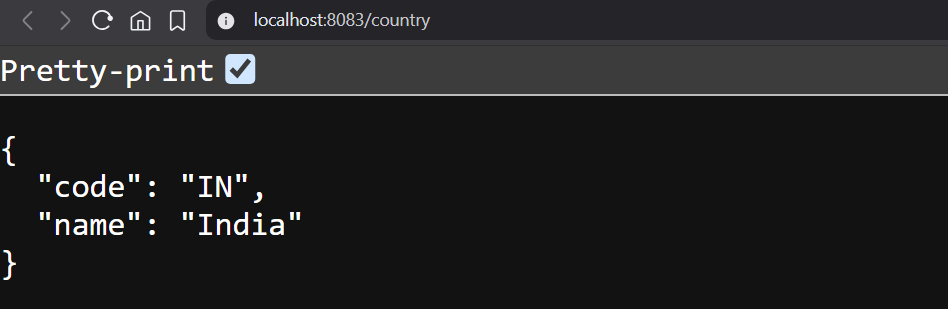 localhost:8083/country
Pretty-print
{
  "code": "IN",
  "name": "India"
}